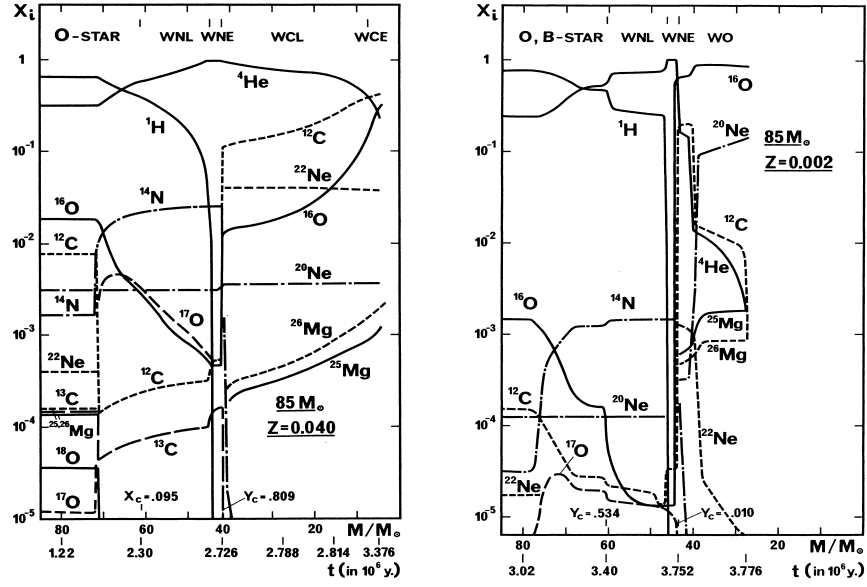 Xi
O-STAR WNL WNE WCL WCE
1
10⁻¹
10⁻²
10⁻³
10⁻⁴
10⁻⁵
⁴He
¹H
¹²C
²²Ne
¹⁴N
¹⁶O
¹⁶O
¹²C
²⁰Ne
¹⁴N
¹⁷O
²⁶Mg
²²Ne
¹²C
²⁵Mg
¹³C
85 M☉
²⁵,²⁶Mg
Z=0.040
¹⁸O
¹³C
¹⁷O
Xc=.095
Yc=.809
80 60 40 20 M/M☉
1.22 2.30 2.726 2.788 2.814 3.376
t (in 10⁶ y.)
Xi
O, B-STAR WNL WNE WO
1
10⁻¹
10⁻²
10⁻³
10⁻⁴
10⁻⁵
¹⁶O
¹H
²⁰Ne
85 M☉
Z=0.002
¹²C
⁴He
¹⁶O
¹⁴N
²⁵Mg
²⁶Mg
¹²C
²⁰Ne
¹⁷O
²²Ne
²²Ne
Yc=.534
Yc=.010
80 60 40 20 M/M☉
3.02 3.40 3.752 3.776
t (in 10⁶ y.)